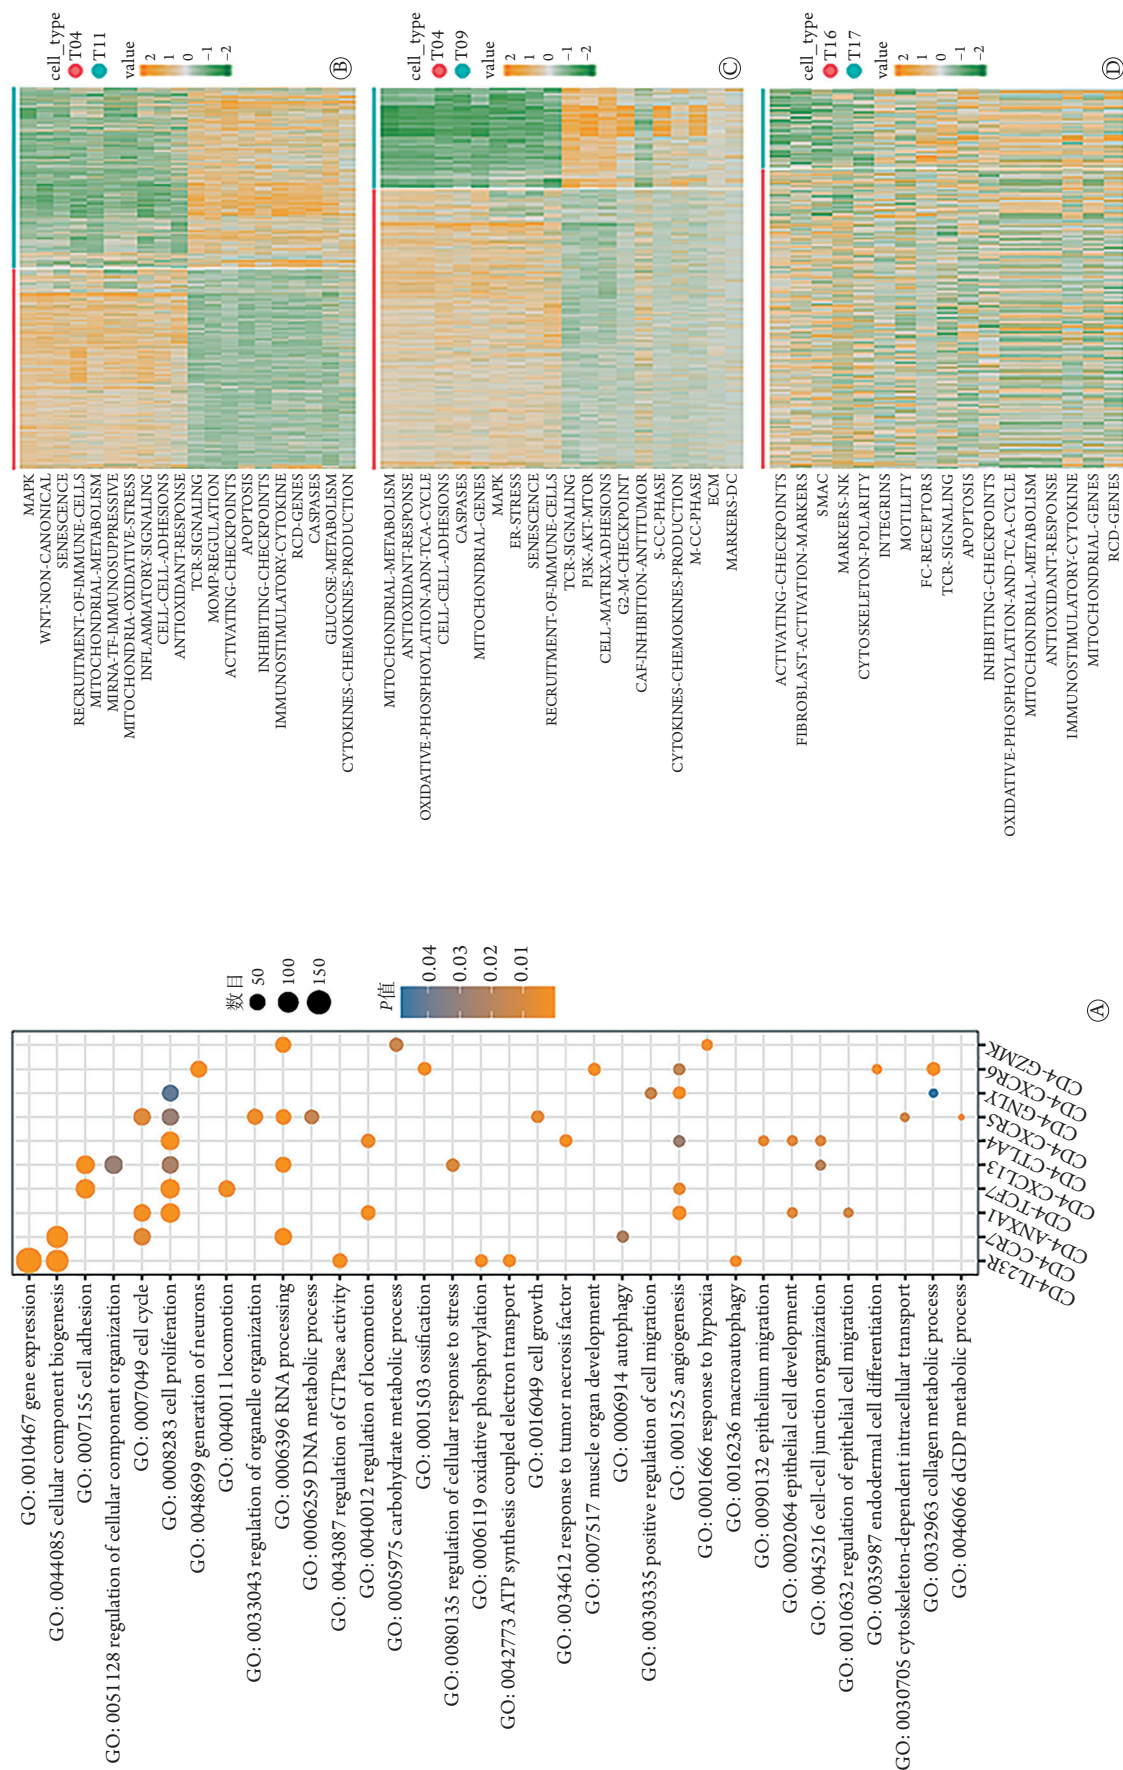 GO: 0010467 gene expression
GO: 0044085 cellular component biogenesis
GO: 0007155 cell adhesion
GO: 0051128 regulation of cellular component organization
GO: 0007049 cell cycle
GO: 0008283 cell proliferation
GO: 0048699 generation of neurons
GO: 0040011 locomotion
GO: 0033043 regulation of organelle organization
GO: 0006396 RNA processing
GO: 0006259 DNA metabolic process
GO: 0043087 regulation of GTPase activity
GO: 0040012 regulation of locomotion
GO: 0005975 carbohydrate metabolic process
GO: 0001503 ossification
GO: 0080135 regulation of cellular response to stress
GO: 0006119 oxidative phosphorylation
GO: 0042773 ATP synthesis coupled electron transport
GO: 0016049 cell growth
GO: 0034612 response to tumor necrosis factor
GO: 0007517 muscle organ development
GO: 0006914 autophagy
GO: 0030335 positive regulation of cell migration
GO: 0001525 angiogenesis
GO: 0001666 response to hypoxia
GO: 0016236 macroautophagy
GO: 0090132 epithelium migration
GO: 0002064 epithelial cell development
GO: 0045216 cell-cell junction organization
GO: 0010632 regulation of epithelial cell migration
GO: 0035987 endodermal cell differentiation
GO: 0030705 cytoskeleton-dependent intracellular transport
GO: 0032963 collagen metabolic process
GO: 0046066 dGDP metabolic process
CD4-IL23R
CD4-CCR7
CD4-ANXA1
CD4-TCF7
CD4-CXCL13
CD4-CTLA4
CD4-CXCR5
CD4-GNLY
CD4-CXCR6
CD4-GZMK
数目
50
100
150
P值
0.04
0.03
0.02
0.01
A
MAPK
WNT-NON-CANONICAL
SENESCENCE
RECRUITMENT-OF-IMMUNE-CELLS
MITOCHONDRIAL-METABOLISM
MIRNA-TF-IMMUNOSUPPRESSIVE
MITOCHONDRIA-OXIDATIVE-STRESS
INFLAMMATORY-SIGNALING
CELL-CELL-ADHESIONS
ANTIOXIDANT-RESPONSE
TCR-SIGNALING
MOMP-REGULATION
ACTIVATING-CHECKPOINTS
APOPTOSIS
INHIBITING-CHECKPOINTS
IMMUNOSTIMULATORY-CYTOKINE
RCD-GENES
CASPASES
GLUCOSE-METABOLISM
CYTOKINES-CHEMOKINES-PRODUCTION
cell_type
T04
T11
value
2
1
0
−1
−2
B
MITOCHONDRIAL-METABOLISM
ANTIOXIDANT-RESPONSE
OXIDATIVE-PHOSPHORYLATION-ADN-TCA-CYCLE
CELL-CELL-ADHESIONS
CASPASES
MITOCHONDRIAL-GENES
MAPK
ER-STRESS
SENESCENCE
RECRUITMENT-OF-IMMUNE-CELLS
TCR-SIGNALING
PI3K-AKT-MTOR
CELL-MATRIX-ADHESIONS
G2-M-CHECKPOINT
CAF-INHIBITION-ANTITUMOR
S-CC-PHASE
CYTOKINES-CHEMOKINES-PRODUCTION
M-CC-PHASE
ECM
MARKERS-DC
cell_type
T04
T09
value
2
1
0
−1
−2
C
ACTIVATING-CHECKPOINTS
FIBROBLAST-ACTIVATION-MARKERS
SMAC
MARKERS-NK
CYTOSKELETON-POLARITY
INTEGRINS
MOTILITY
FC-RECEPTORS
TCR-SIGNALING
APOPTOSIS
INHIBITING-CHECKPOINTS
OXIDATIVE-PHOSPHOYLATION-AND-TCA-CYCLE
MITOCHONDRIAL-METABOLISM
ANTIOXIDANT-RESPONSE
IMMUNOSTIMULATORY-CYTOKINE
MITOCHONDRIAL-GENES
RCD-GENES
cell_type
T16
T17
value
2
1
0
−1
−2
D